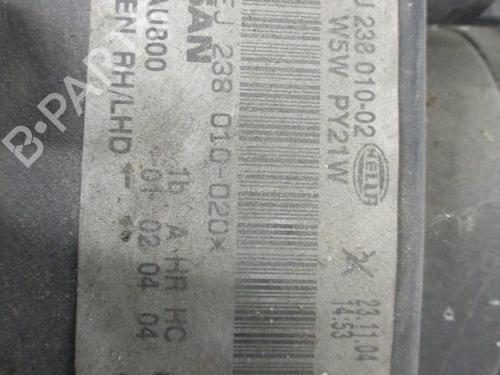 J 238 010-02
W5W PY21W
HELLA
23.11.04
14:53
SAN
EJ 238 010-020*
AU800
EN RH/LHD
1b A HR HC
01 02 04 04
B-PARTS